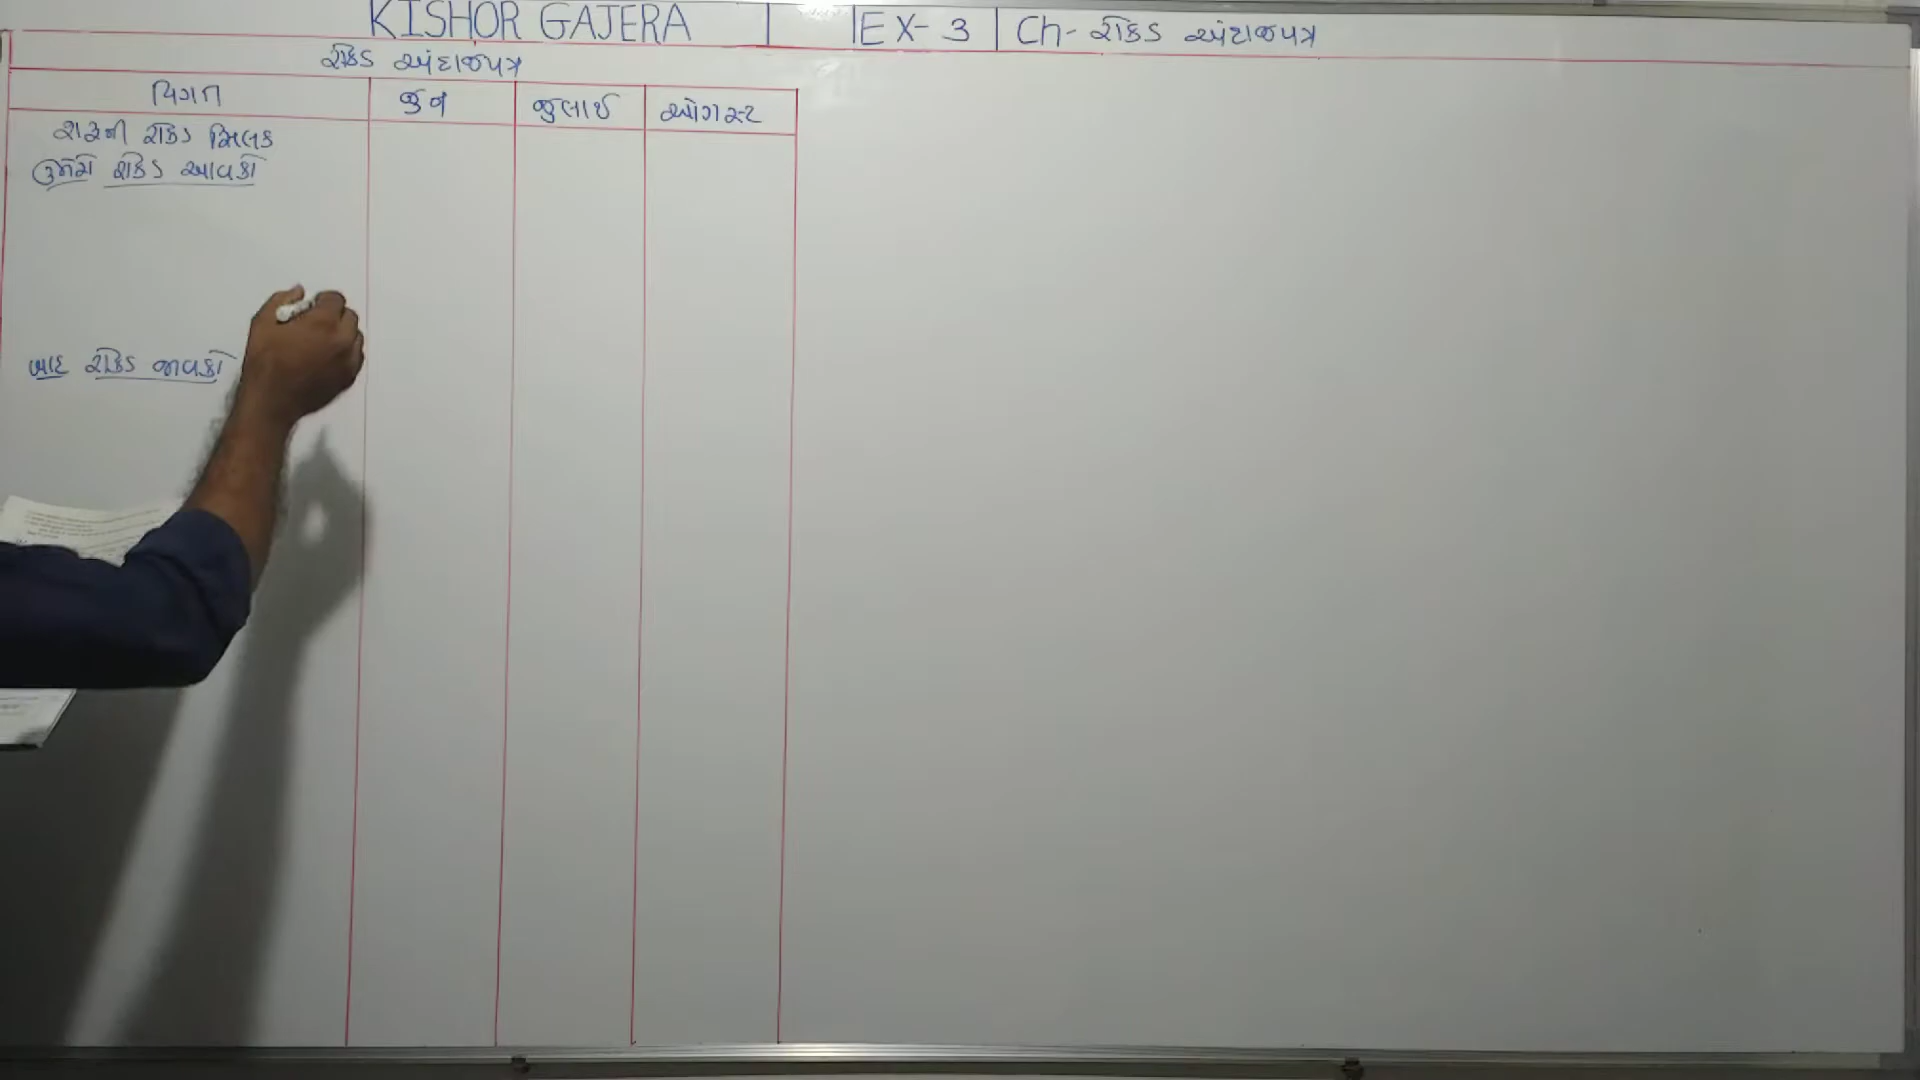 KISHOR GAJERA | EX- 3 | Ch- રોકડ અંદાજપત્ર
રોકડ અંદાજપત્ર
વિગત જુન જુલાઈ ઓગસ્ટ
શરૂની રોકડ સિલક
ઉમેરો રોકડ આવકો
બાદ રોકડ જાવકો